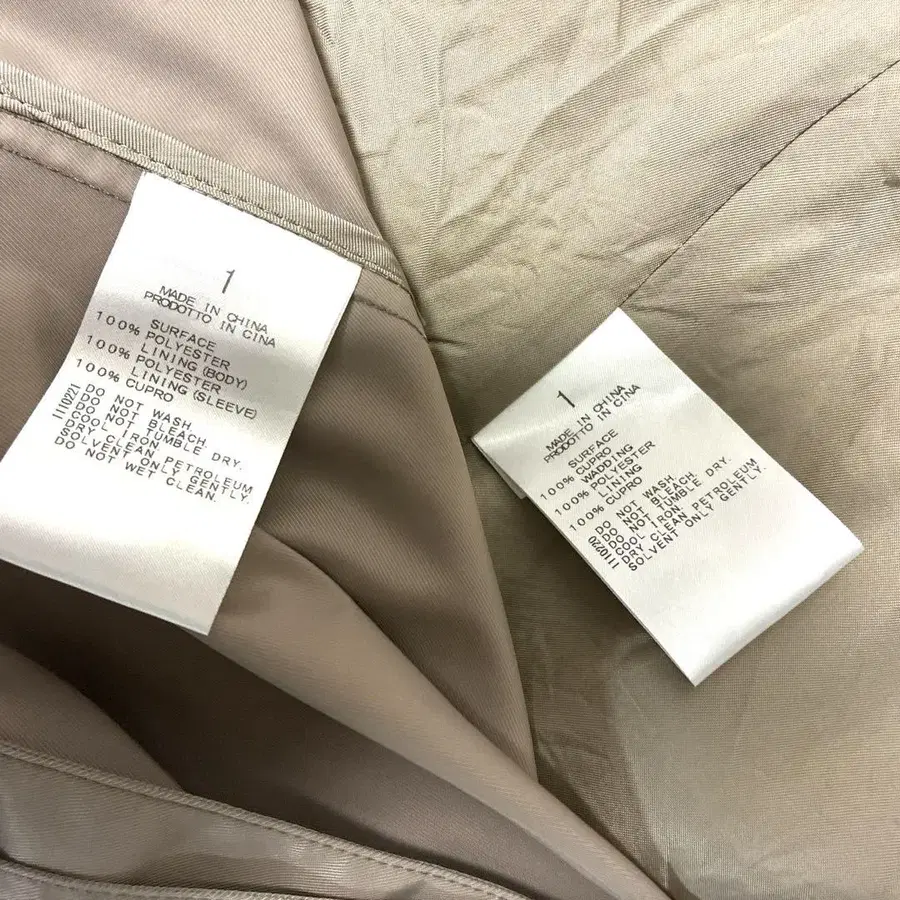 1
MADE IN CHINA
PRODOTTO IN CINA
SURFACE
100% POLYESTER
LINING (BODY)
100% POLYESTER
LINING (SLEEVE)
100% CUPRO
DO NOT WASH.
DO NOT BLEACH.
DO NOT TUMBLE DRY.
COOL IRON.
DRY CLEAN PETROLEUM
SOLVENT ONLY GENTLY.
DO NOT WET CLEAN.
1
MADE IN CHINA
PRODOTTO IN CINA
SURFACE
100% CUPRO
WADDING
100% POLYESTER
LINING
100% CUPRO
DO NOT WASH.
DO NOT BLEACH.
DO NOT TUMBLE DRY.
COOL IRON.
DRY CLEAN PETROLEUM
SOLVENT ONLY GENTLY.